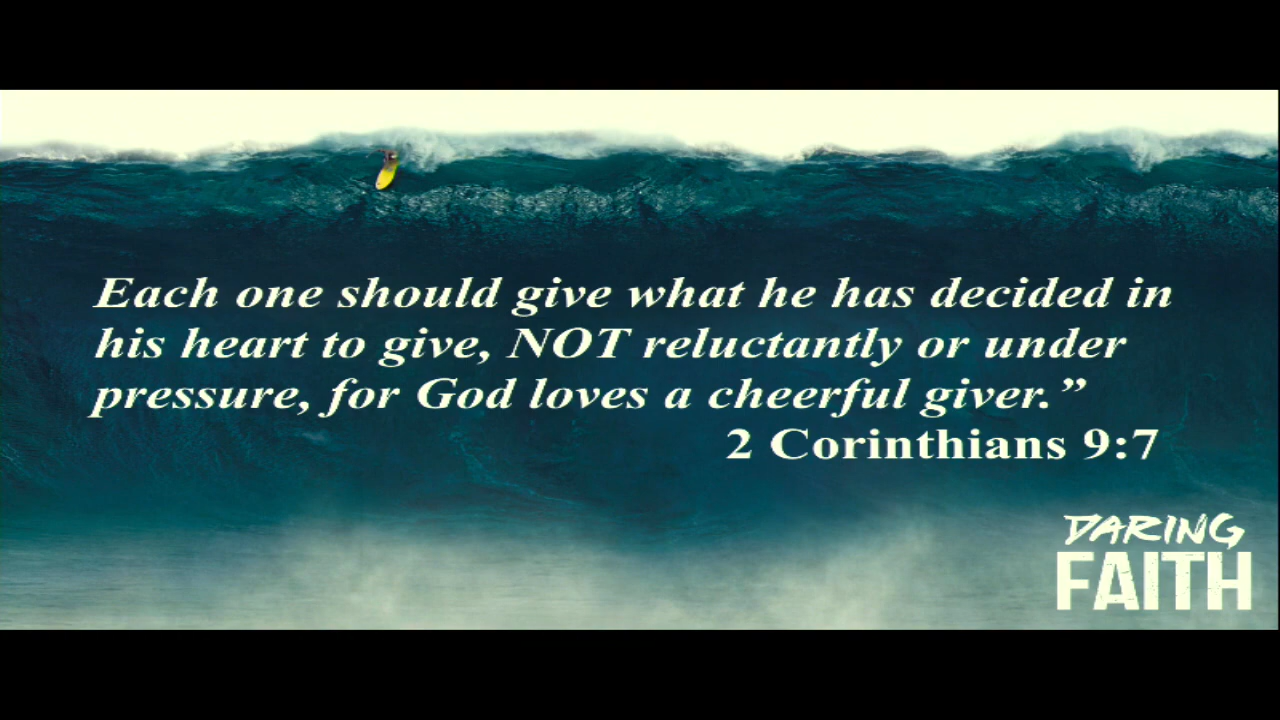 Each one should give what he has decided in
his heart to give, NOT reluctantly or under
pressure, for God loves a cheerful giver.”
2 Corinthians 9:7
DARING
FAITH